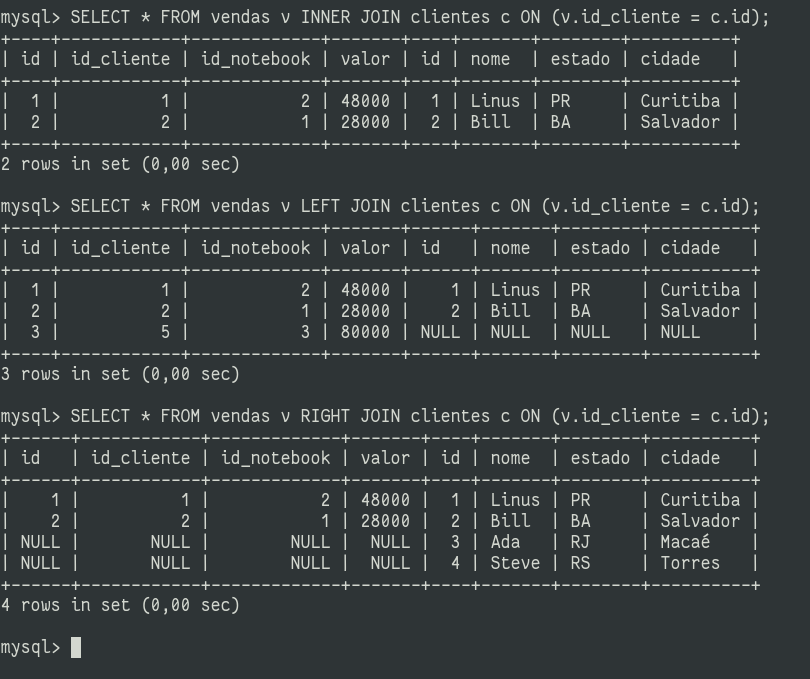 mysql> SELECT * FROM vendas v INNER JOIN clientes c ON (v.id_cliente = c.id);
+----+------------+-------------+-------+----+-------+--------+----------+
| id | id_cliente | id_notebook | valor | id | nome  | estado | cidade   |
+----+------------+-------------+-------+----+-------+--------+----------+
|  1 |          1 |           2 | 48000 |  1 | Linus | PR     | Curitiba |
|  2 |          2 |           1 | 28000 |  2 | Bill  | BA     | Salvador |
+----+------------+-------------+-------+----+-------+--------+----------+
2 rows in set (0,00 sec)
mysql> SELECT * FROM vendas v LEFT JOIN clientes c ON (v.id_cliente = c.id);
+----+------------+-------------+-------+------+-------+--------+----------+
| id | id_cliente | id_notebook | valor | id   | nome  | estado | cidade   |
+----+------------+-------------+-------+------+-------+--------+----------+
|  1 |          1 |           2 | 48000 |    1 | Linus | PR     | Curitiba |
|  2 |          2 |           1 | 28000 |    2 | Bill  | BA     | Salvador |
|  3 |          5 |           3 | 80000 | NULL | NULL  | NULL   | NULL     |
+----+------------+-------------+-------+------+-------+--------+----------+
3 rows in set (0,00 sec)
mysql> SELECT * FROM vendas v RIGHT JOIN clientes c ON (v.id_cliente = c.id);
+------+------------+-------------+-------+----+-------+--------+----------+
| id   | id_cliente | id_notebook | valor | id | nome  | estado | cidade   |
+------+------------+-------------+-------+----+-------+--------+----------+
|    1 |          1 |           2 | 48000 |  1 | Linus | PR     | Curitiba |
|    2 |          2 |           1 | 28000 |  2 | Bill  | BA     | Salvador |
| NULL |       NULL |        NULL |  NULL |  3 | Ada   | RJ     | Macaé    |
| NULL |       NULL |        NULL |  NULL |  4 | Steve | RS     | Torres   |
+------+------------+-------------+-------+----+-------+--------+----------+
4 rows in set (0,00 sec)
mysql>